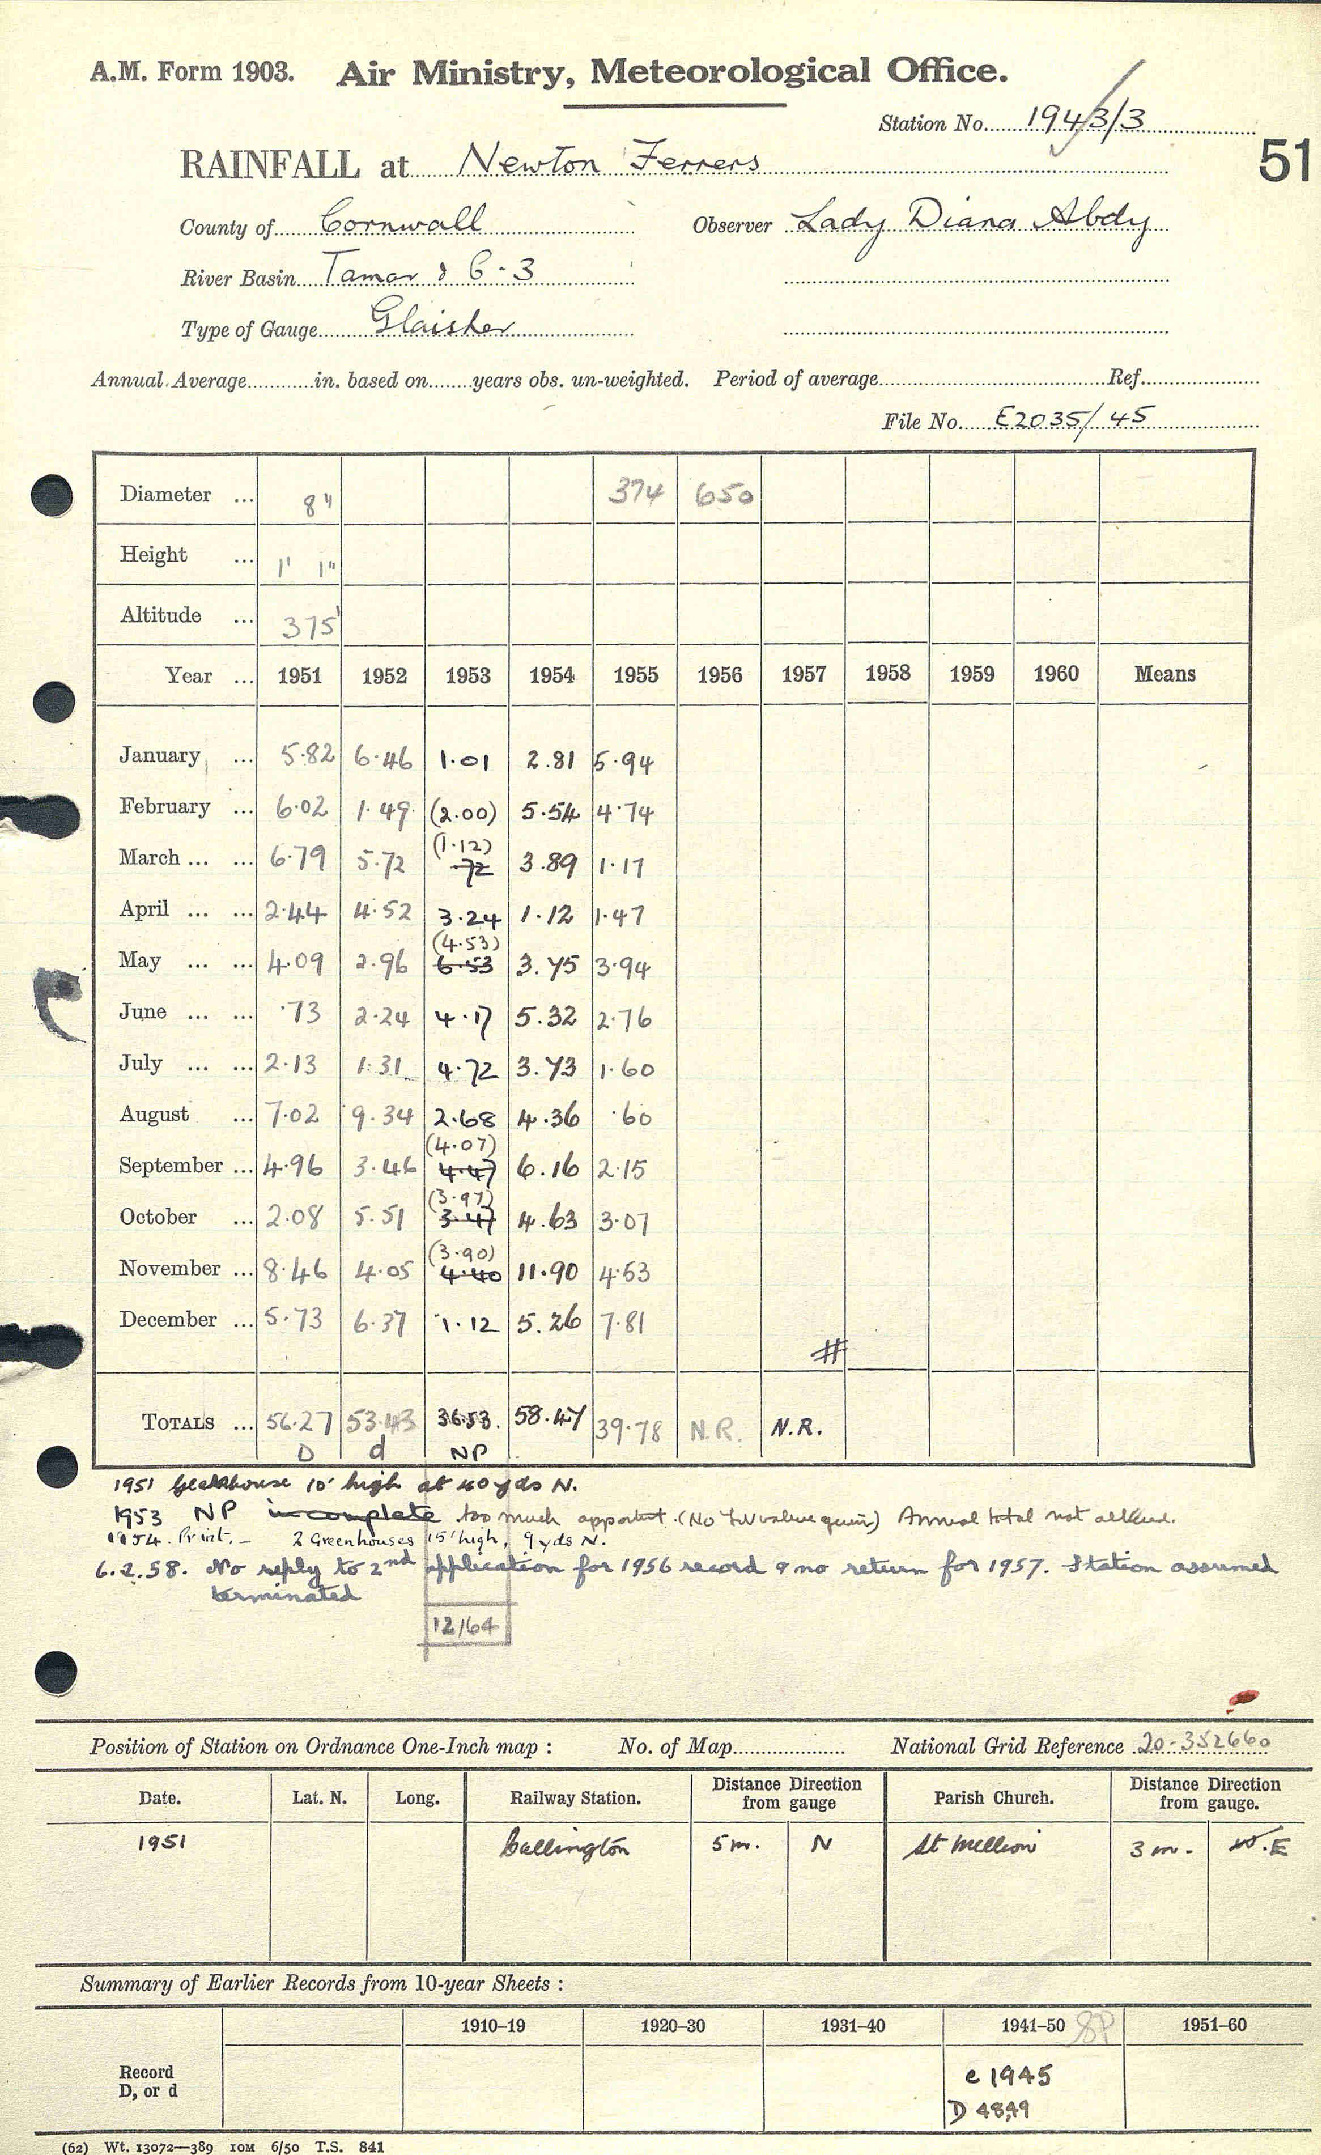 A.M. Form 1903. Air Ministry, Meteorological Office.
Station No. 1943/3
51
RAINFALL at Newton Ferrers
County of Cornwall Observer Lady Diana Abdy
River Basin Tamar & C-3
Type of Gauge Glaisher
Annual Average in. based on years obs. un-weighted. Period of average Ref.
File No. E2035/45
Diameter ... 8" 374 650
Height ... 1' 1"
Altitude ... 375'
Year ... 1951 1952 1953 1954 1955 1956 1957 1958 1959 1960 Means
January ... 5.82 6.46 1.01 2.81 5.94
February ... 6.02 1.49 (2.00) 5.54 4.74
March ... ... 6.79 5.72 (1.12) 72 3.89 1.17
April ... ... 2.44 4.52 3.24 1.12 1.47
May ... ... 4.09 2.96 (4.53) 6.53 3.75 3.94
June ... ... .73 2.24 4.17 5.32 2.76
July ... ... 2.13 1.31 4.72 3.73 1.60
August ... 7.02 9.34 2.68 4.36 .60
September ... 4.96 3.46 (4.07) 4.47 6.16 2.15
October ... 2.08 5.51 (3.97) 3.47 4.63 3.07
November ... 8.46 4.05 (3.90) 4.40 11.90 4.53
December ... 5.73 6.37 1.12 5.26 7.81
#
TOTALS ... 56.27 53.43 36.53. 58.47 39.78 N.R. N.R.
D d NP
1951 Glasshouse 10' high at 40 yds N.
1953 NP incomplete too much apport. (No value given) Annual total not allowed.
1954. Print. - 2 Greenhouses 15' high, 9 yds N.
6.2.58. No reply to 2nd application for 1956 record & no return for 1957. Station assumed
terminated
12/64
Position of Station on Ordnance One-Inch map : No. of Map National Grid Reference 20-352660
Date. Lat. N. Long. Railway Station. Distance from gauge Direction Parish Church. Distance from gauge. Direction
1951 Callington 5 m. N St Mellion 3 m. W.E
Summary of Earlier Records from 10-year Sheets :
1910–19 1920–30 1931–40 1941–50 1951–60
Record
D, or d
c 1945
D 48,49
(62) Wt. 13072—389 IOM 6/50 T.S. 841